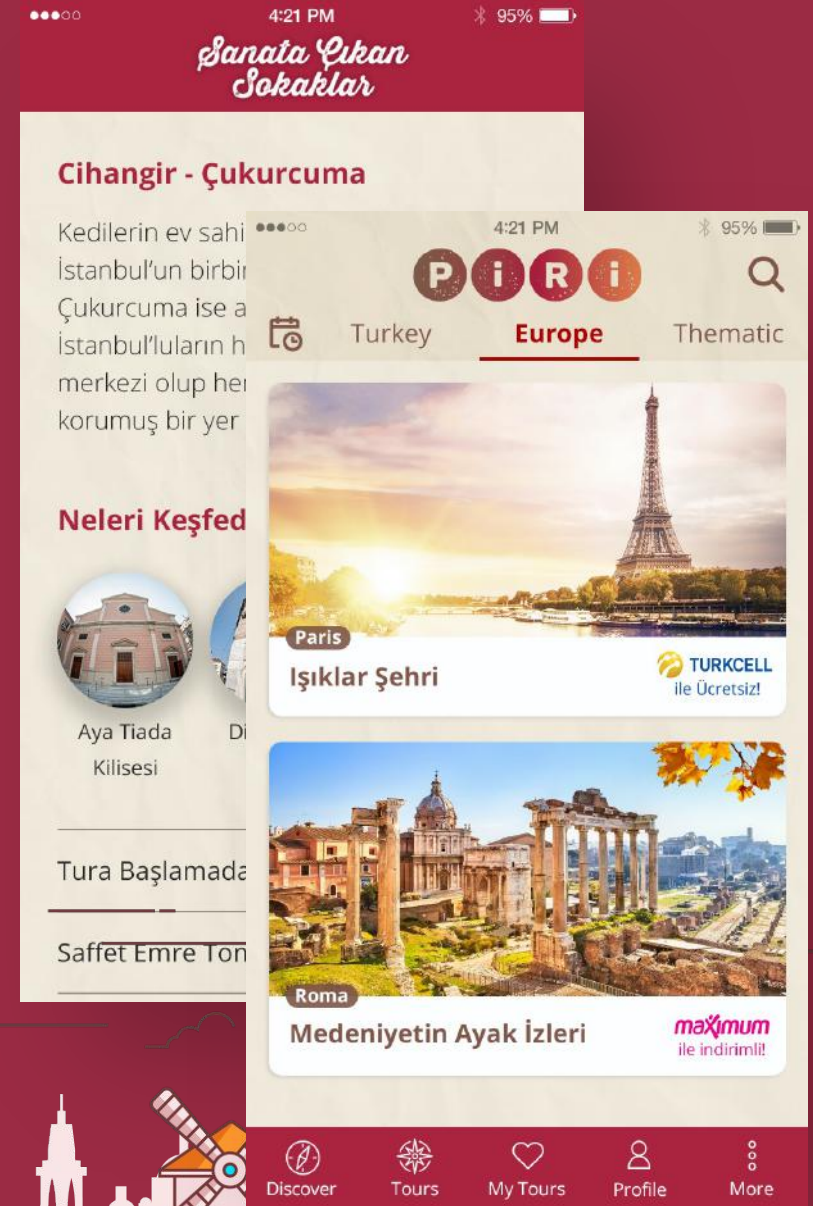 4:21 PM
95%
Sanata Çıkan
Sokaklar
Cihangir - Çukurcuma
Kedilerin ev sahi
İstanbul'un birbir
Çukurcuma ise a
İstanbul'luların h
merkezi olup her
korumuş bir yer
Neleri Keşfed
Aya Tiada
Kilisesi
Di
Tura Başlamada
Saffet Emre Ton
4:21 PM
95%
PiRi
Turkey
Europe
Thematic
Paris
Işıklar Şehri
TURKCELL
ile Ücretsiz!
Roma
Medeniyetin Ayak İzleri
maximum
ile indirimli!
Discover
Tours
My Tours
Profile
More